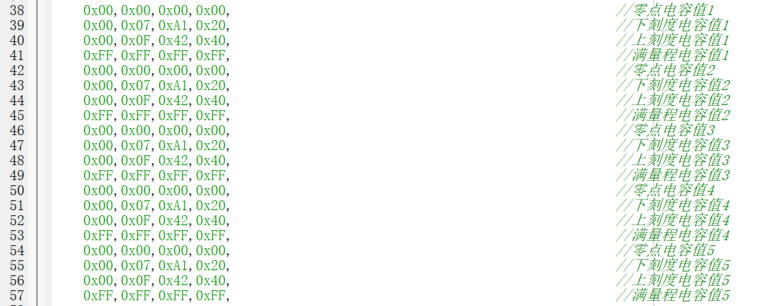 38 0x00,0x00,0x00,0x00, //零点电容值1
39 0x00,0x07,0xA1,0x20, //下刻度电容值1
40 0x00,0x0F,0x42,0x40, //上刻度电容值1
41 0xFF,0xFF,0xFF,0xFF, //满量程电容值1
42 0x00,0x00,0x00,0x00, //零点电容值2
43 0x00,0x07,0xA1,0x20, //下刻度电容值2
44 0x00,0x0F,0x42,0x40, //上刻度电容值2
45 0xFF,0xFF,0xFF,0xFF, //满量程电容值2
46 0x00,0x00,0x00,0x00, //零点电容值3
47 0x00,0x07,0xA1,0x20, //下刻度电容值3
48 0x00,0x0F,0x42,0x40, //上刻度电容值3
49 0xFF,0xFF,0xFF,0xFF, //满量程电容值3
50 0x00,0x00,0x00,0x00, //零点电容值4
51 0x00,0x07,0xA1,0x20, //下刻度电容值4
52 0x00,0x0F,0x42,0x40, //上刻度电容值4
53 0xFF,0xFF,0xFF,0xFF, //满量程电容值4
54 0x00,0x00,0x00,0x00, //零点电容值5
55 0x00,0x07,0xA1,0x20, //下刻度电容值5
56 0x00,0x0F,0x42,0x40, //上刻度电容值5
57 0xFF,0xFF,0xFF,0xFF, //满量程电容值5